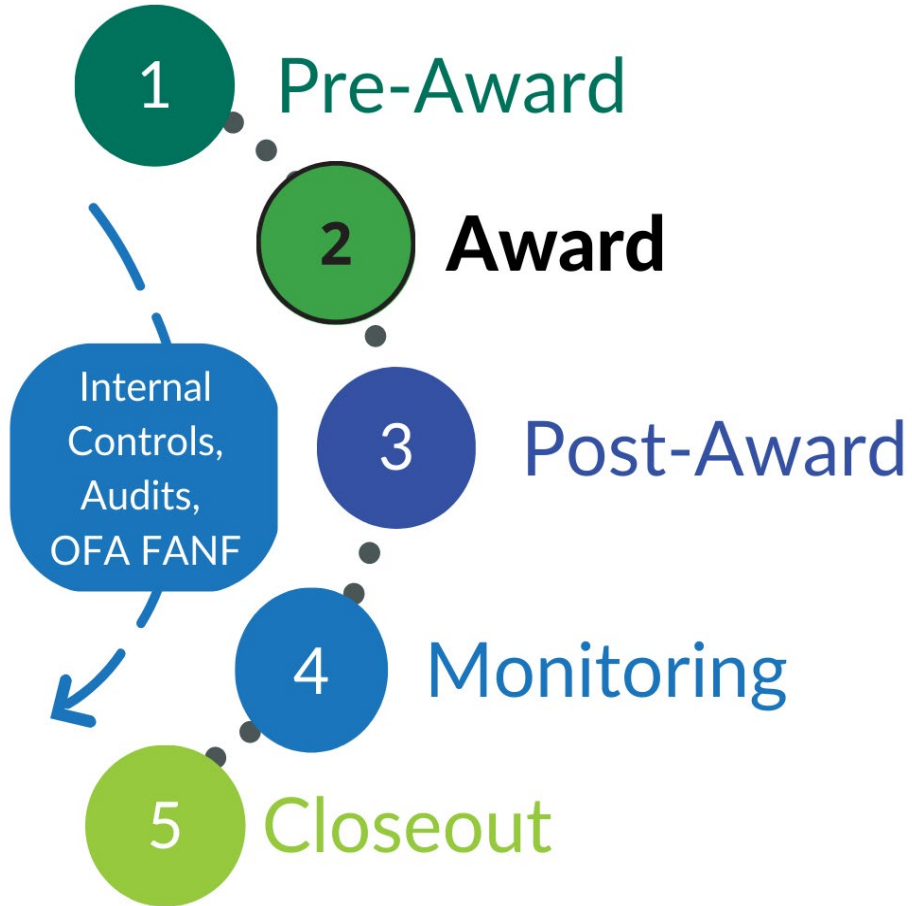 1 Pre-Award
2 Award
Internal
Controls,
Audits,
OFA FANF
3 Post-Award
4 Monitoring
5 Closeout